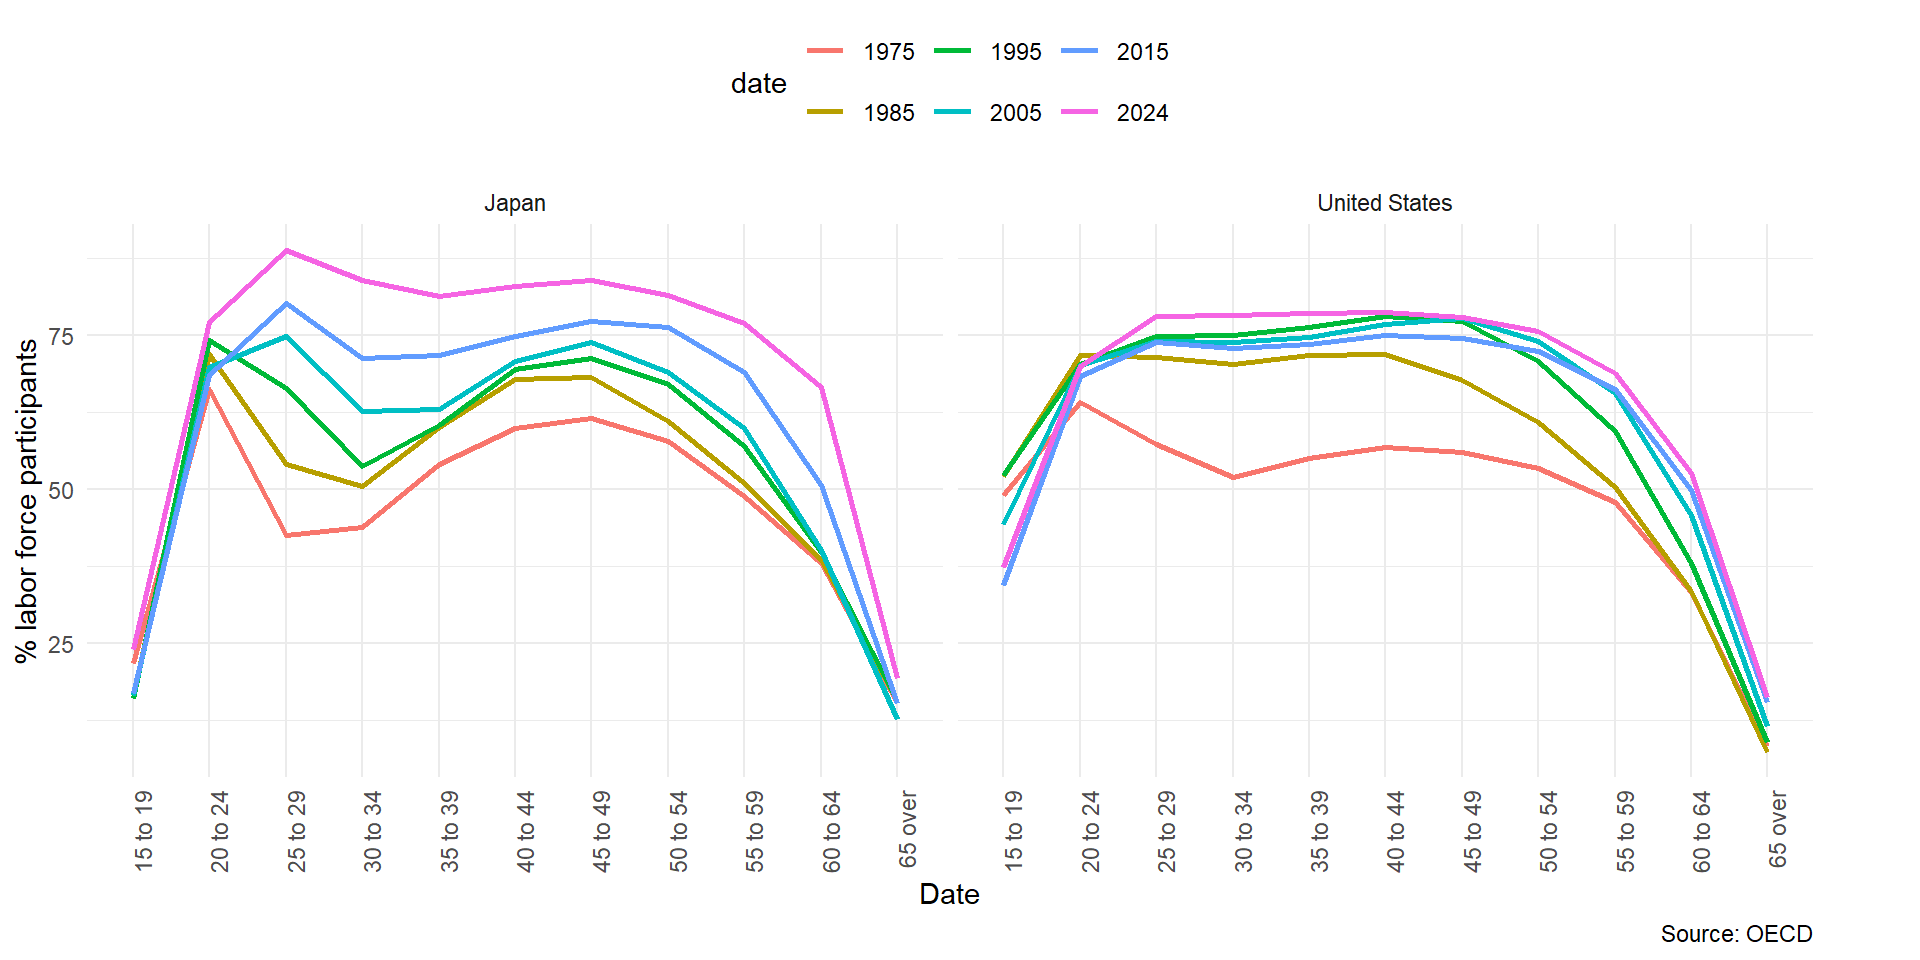 1975 1995 2015
date
1985 2005 2024
Japan United States
% labor force participants
75
50
25
15 to 19 20 to 24 25 to 29 30 to 34 35 to 39 40 to 44 45 to 49 50 to 54 55 to 59 60 to 64 65 over 15 to 19 20 to 24 25 to 29 30 to 34 35 to 39 40 to 44 45 to 49 50 to 54 55 to 59 60 to 64 65 over
Date
Source: OECD